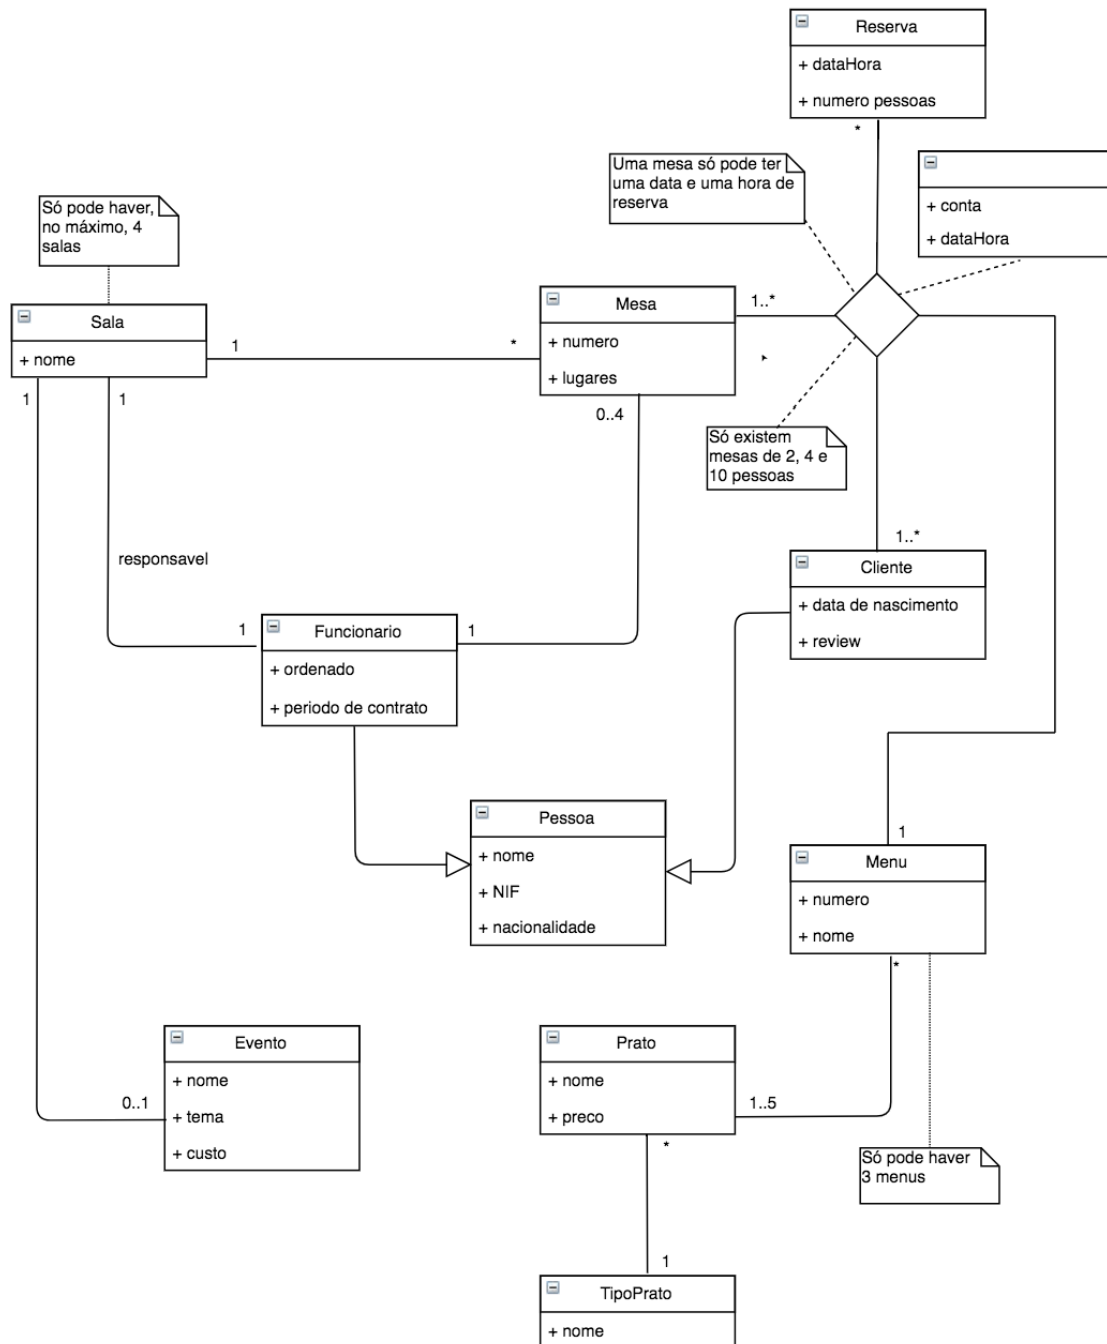 Reserva
+ dataHora
+ numero pessoas
*
Uma mesa só pode ter
uma data e uma hora de
reserva
+ conta
+ dataHora
Só pode haver,
no máximo, 4
salas
Sala
+ nome
1
*
Mesa
+ numero
+ lugares
1..*
1
1
0..4
Só existem
mesas de 2, 4 e
10 pessoas
responsavel
1..*
Cliente
+ data de nascimento
+ review
1
Funcionario
+ ordenado
+ periodo de contrato
1
Pessoa
+ nome
+ NIF
+ nacionalidade
1
Menu
+ numero
+ nome
*
Evento
+ nome
+ tema
+ custo
0..1
Prato
+ nome
+ preco
1..5
*
Só pode haver
3 menus
1
TipoPrato
+ nome